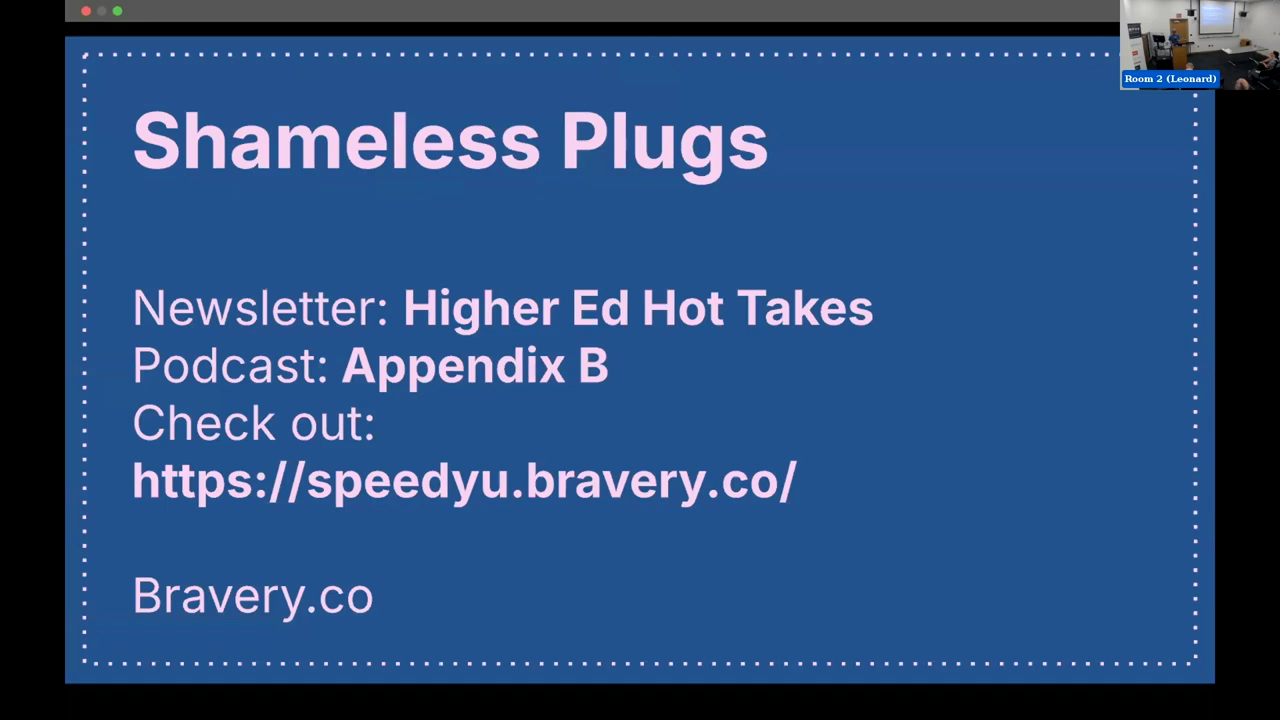 Room 2 (Leonard)
Shameless Plugs
Newsletter: Higher Ed Hot Takes
Podcast: Appendix B
Check out:
https://speedyu.bravery.co/
Bravery.co